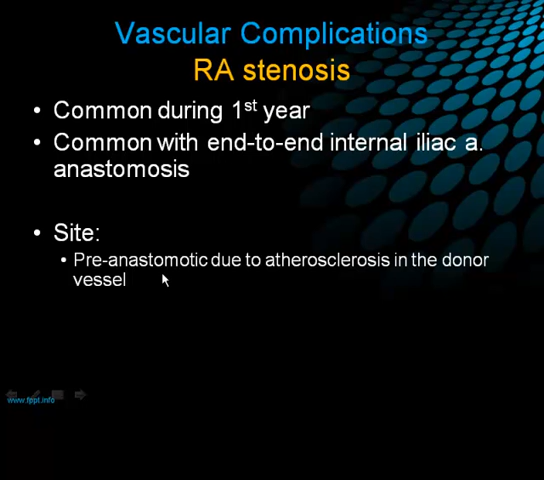 Vascular Complications
RA stenosis
• Common during 1st year
• Common with end-to-end internal iliac a.
anastomosis
• Site:
• Pre-anastomotic due to atherosclerosis in the donor
vessel
www.fppt.info